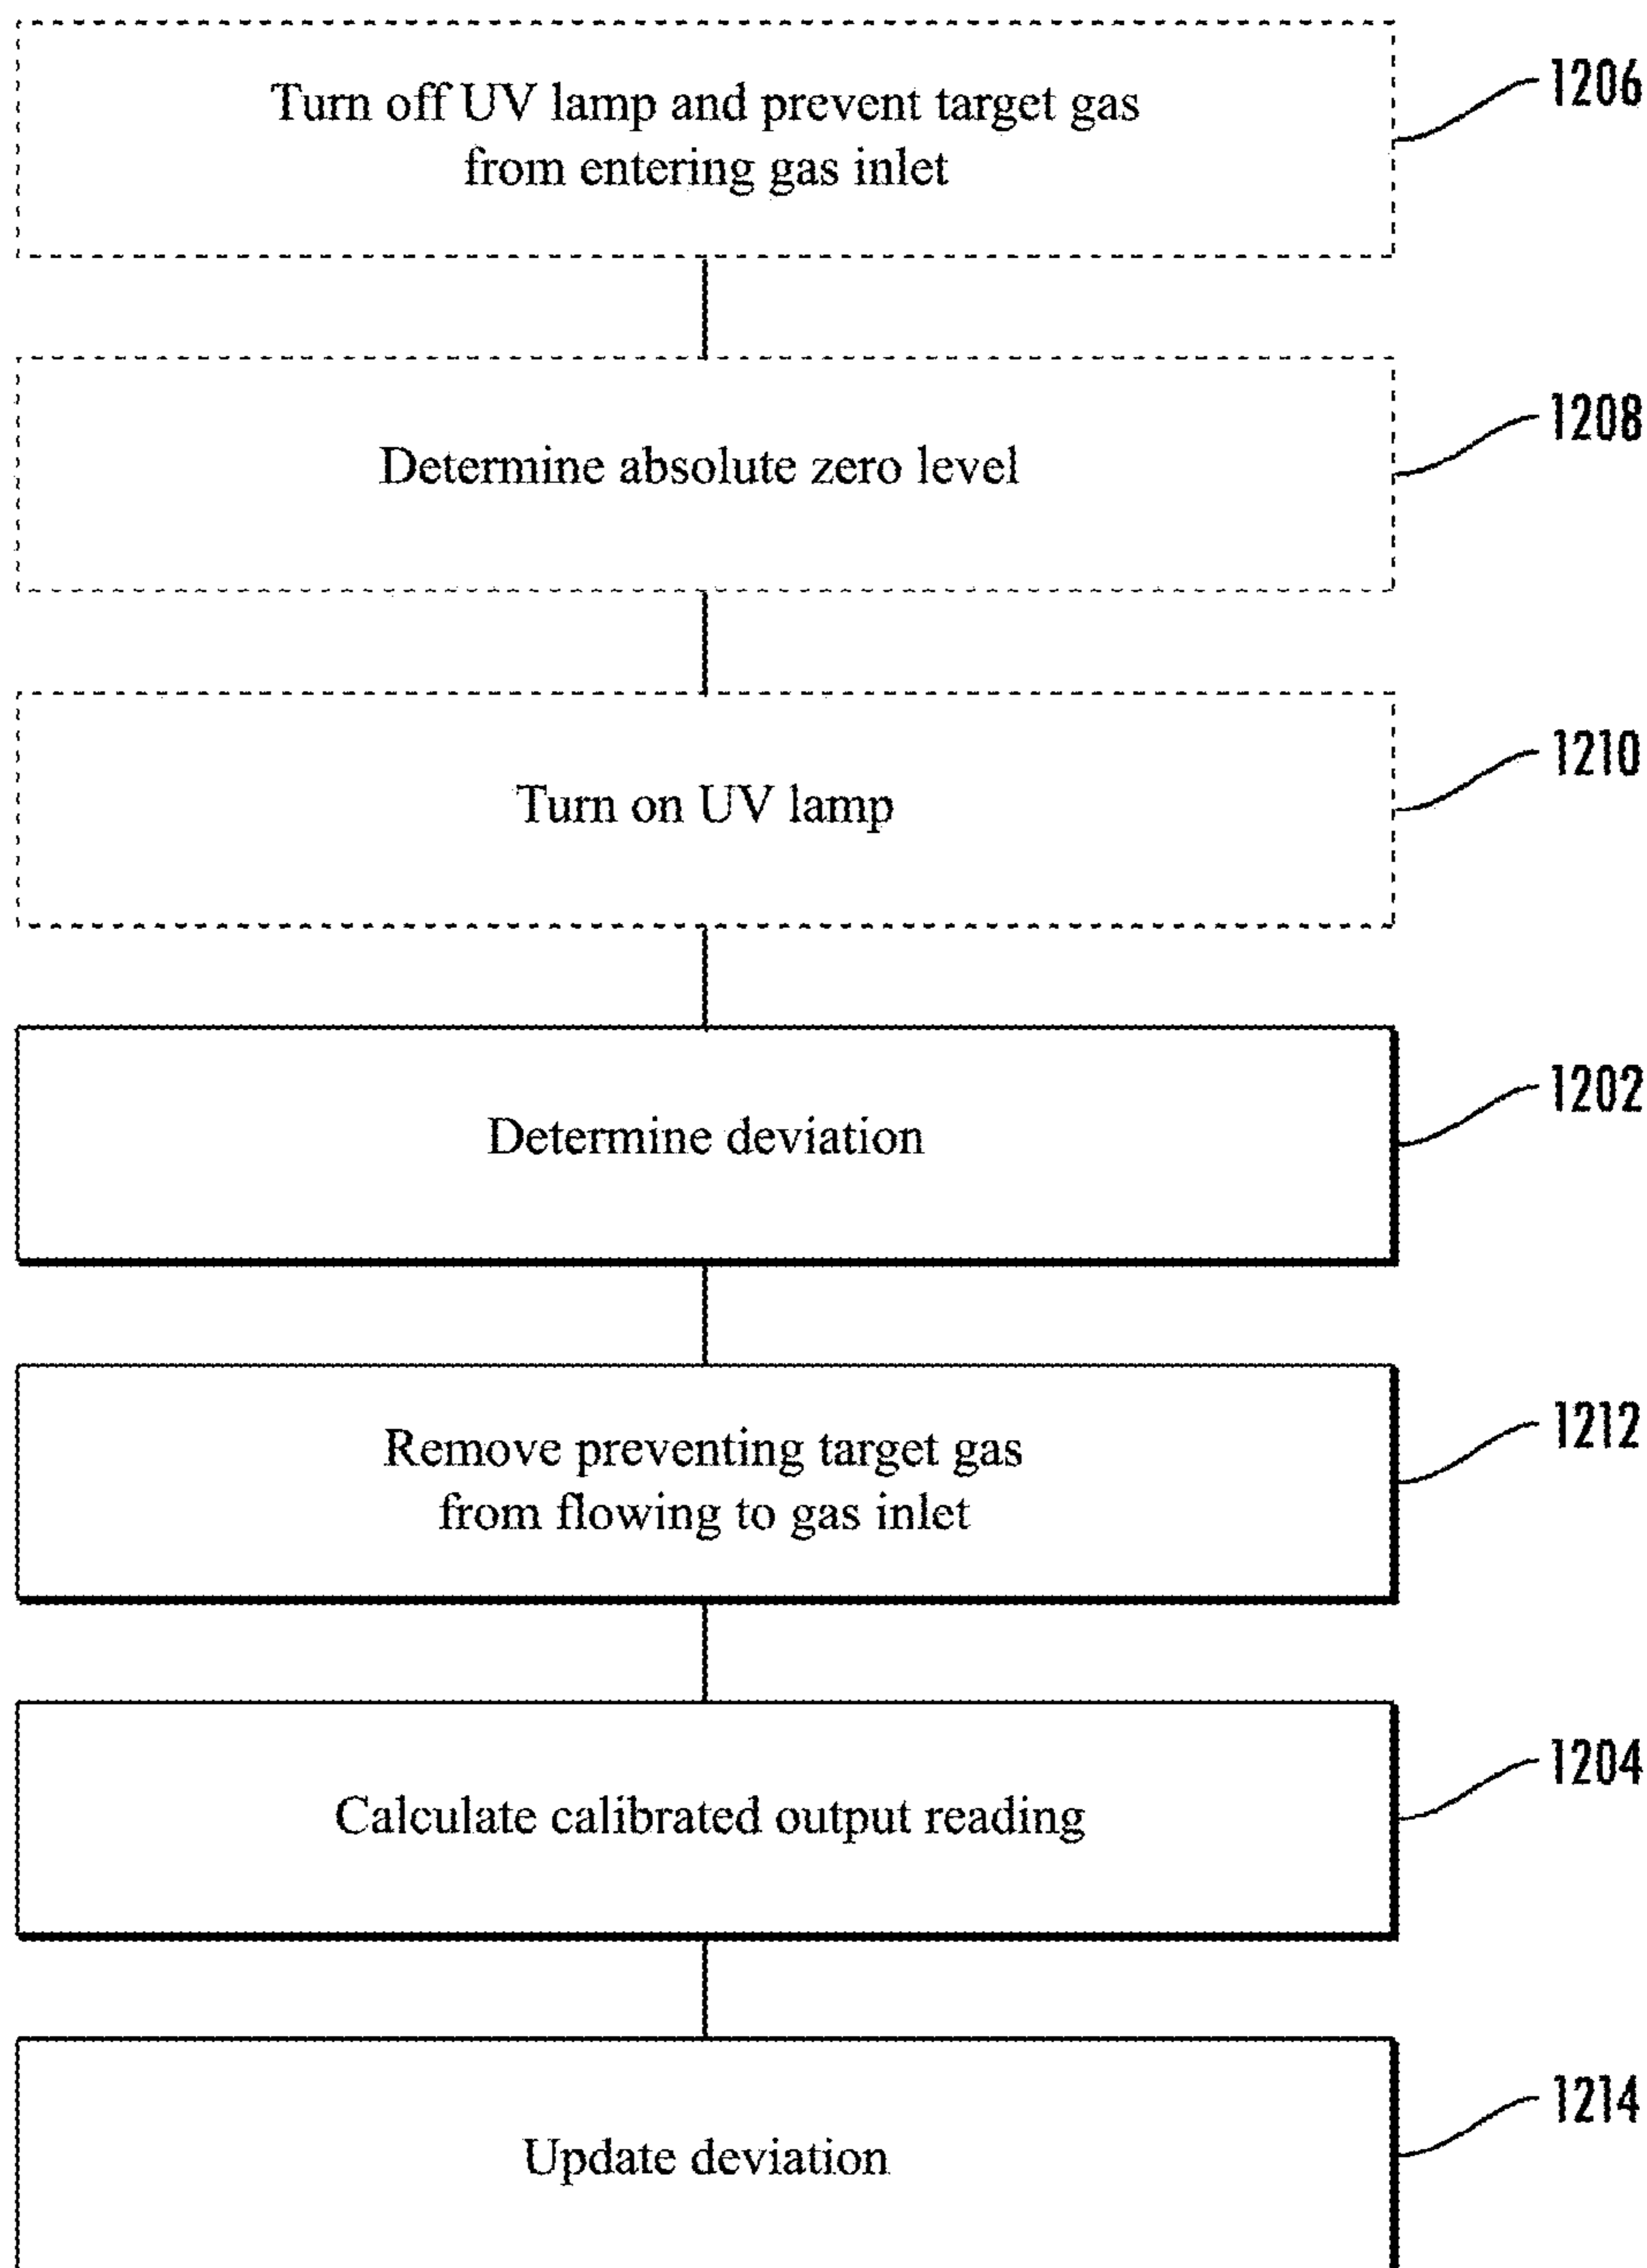 Turn off UV lamp and prevent target gas
from entering gas inlet
1206
Determine absolute zero level
1208
Turn on UV lamp
1210
Determine deviation
1202
Remove preventing target gas
from flowing to gas inlet
1212
Calculate calibrated output reading
1204
Update deviation
1214